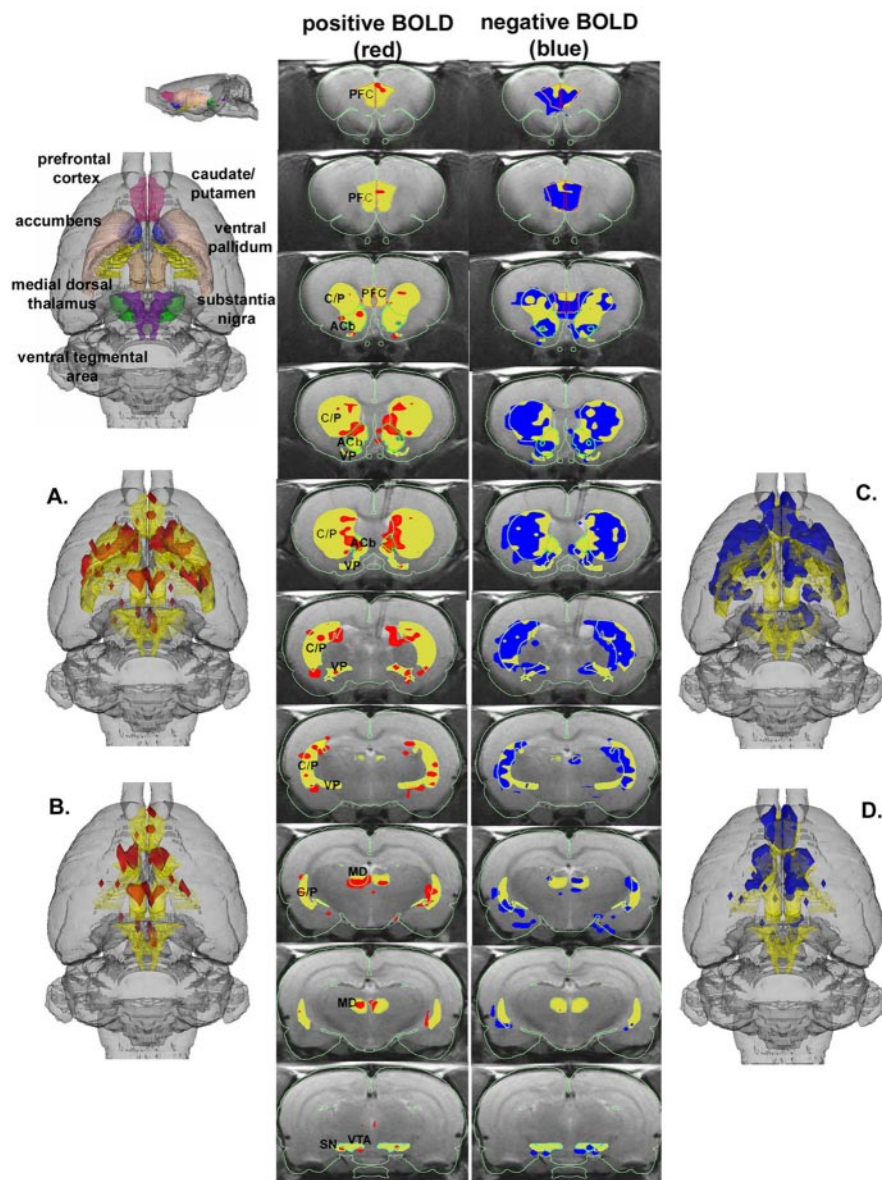 positive BOLD
(red)
negative BOLD
(blue)
prefrontal
cortex
caudate/
putamen
accumbens
ventral
pallidum
medial dorsal
thalamus
substantia
nigra
ventral tegmental
area
PFC
PFC
C/P
PFC
ACb
C/P
ACb
VP
A.
C.
C/P
ACb
VP
C/P
VP
C/P
VP
B.
D.
MD
C/P
MD
SN
VTA